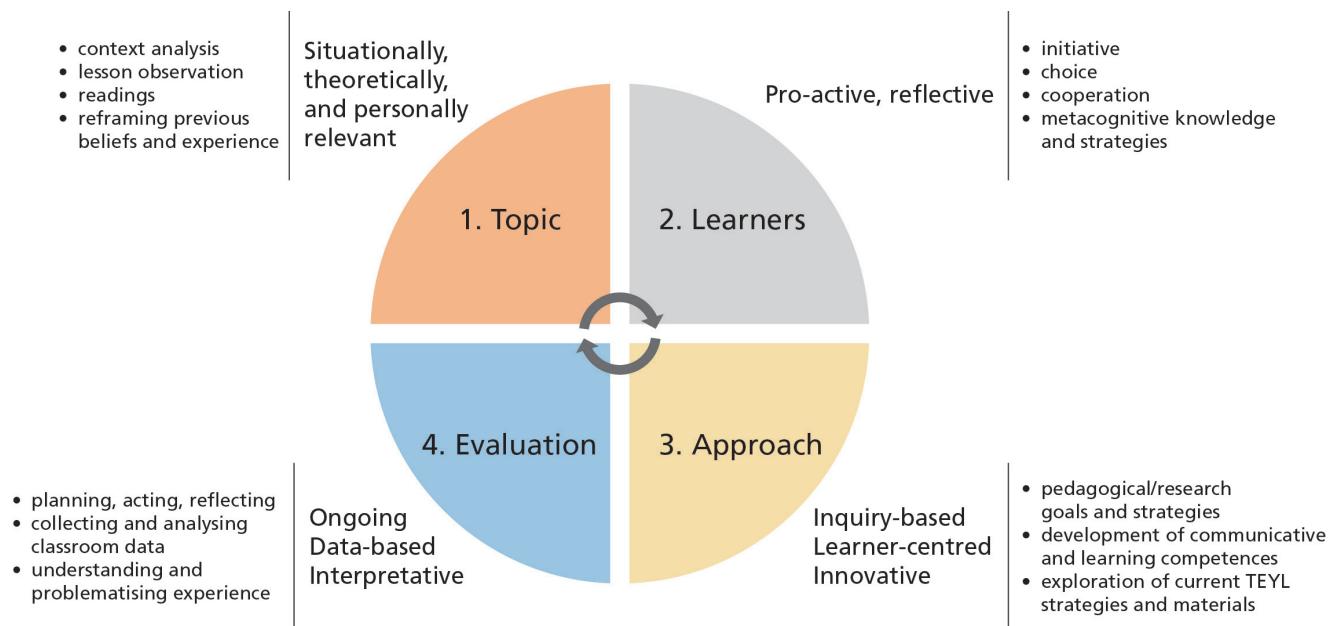 • context analysis
• lesson observation
• readings
• reframing previous
beliefs and experience
Situationally,
theoretically,
and personally
relevant
1. Topic
Pro-active, reflective
• initiative
• choice
• cooperation
• metacognitive knowledge
and strategies
2. Learners
3. Approach
Inquiry-based
Learner-centred
Innovative
• pedagogical/research
goals and strategies
• development of communicative
and learning competences
• exploration of current TEYL
strategies and materials
4. Evaluation
• planning, acting, reflecting
• collecting and analysing
classroom data
• understanding and
problematising experience
Ongoing
Data-based
Interpretative